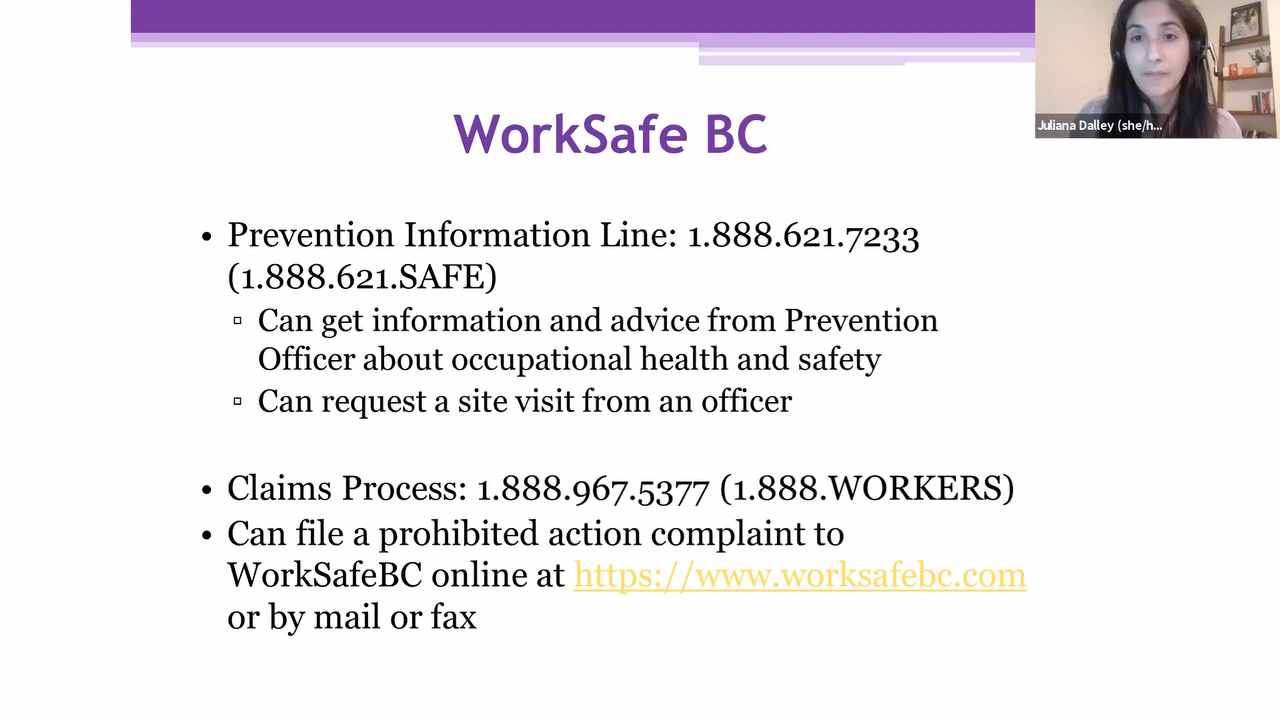 WorkSafe BC
Juliana Dalley (she/h...
• Prevention Information Line: 1.888.621.7233
(1.888.621.SAFE)
▫ Can get information and advice from Prevention
Officer about occupational health and safety
▫ Can request a site visit from an officer
• Claims Process: 1.888.967.5377 (1.888.WORKERS)
• Can file a prohibited action complaint to
WorkSafeBC online at https://www.worksafebc.com
or by mail or fax